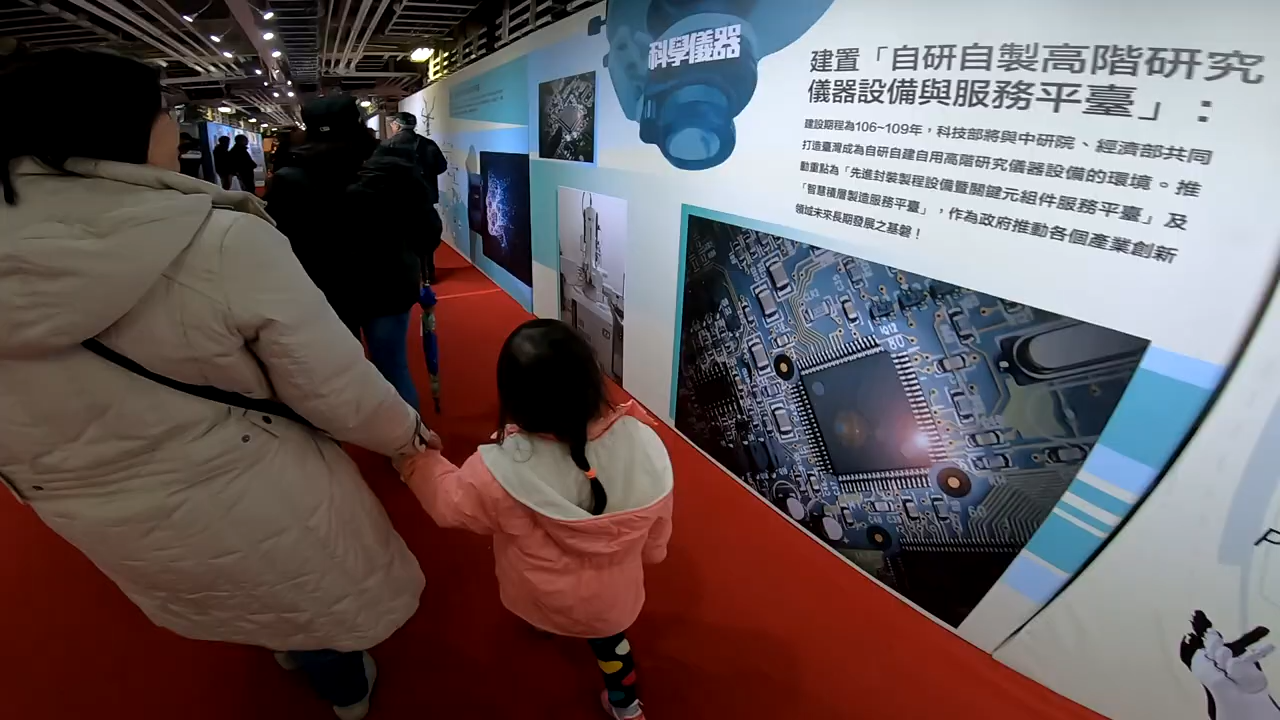 科學儀器
建置「自研自製高階研究
儀器設備與服務平臺」：
建設期程為106~109年，科技部將與中研院、經濟部共同
打造臺灣成為自研自建自用高階研究儀器設備的環境。推
動重點為「先進封裝製程設備暨關鍵元組件服務平臺」及
「智慧積層製造服務平臺」，作為政府推動各個產業創新
領域未來長期發展之基礎！
IQ12
80
60